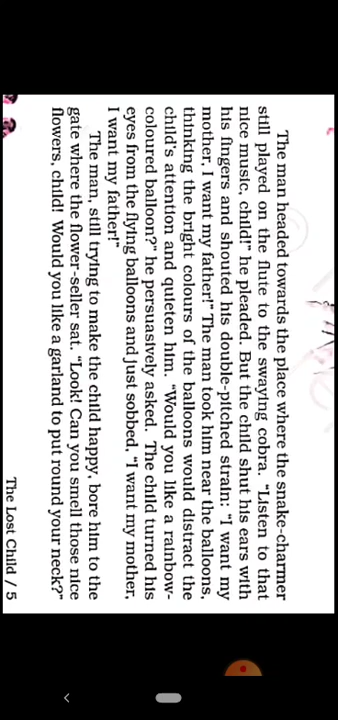 The man headed towards the place where the snake-charmer
still played on the flute to the swaying cobra. “Listen to that
nice music, child!” he pleaded. But the child shut his ears with
his fingers and shouted his double-pitched strain: “I want my
mother, I want my father!” The man took him near the balloons,
thinking the bright colours of the balloons would distract the
child's attention and quieten him. “Would you like a rainbow-
coloured balloon?” he persuasively asked. The child turned his
eyes from the flying balloons and just sobbed, “I want my mother,
I want my father!”
The man, still trying to make the child happy, bore him to the
gate where the flower-seller sat. “Look! Can you smell those nice
flowers, child! Would you like a garland to put round your neck?”
The Lost Child / 5